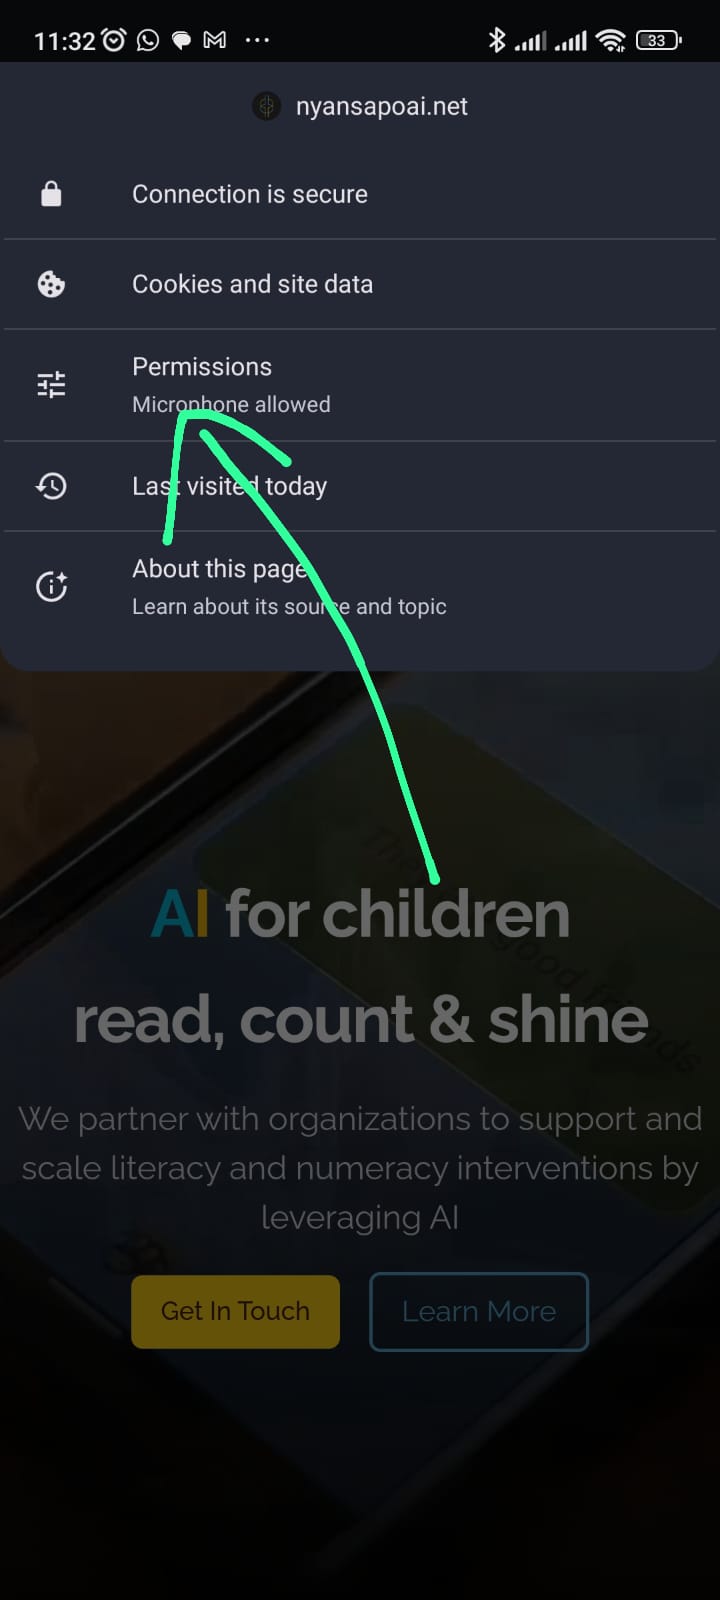 11:32
33
nyansapoai.net
Connection is secure
Cookies and site data
Permissions
Microphone allowed
Last visited today
About this page
Learn about its source and topic
AI for children
read, count & shine
We partner with organizations to support and
scale literacy and numeracy interventions by
leveraging AI
Get In Touch
Learn More